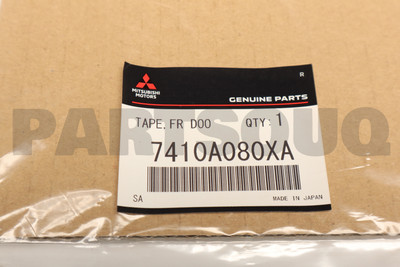 R
MITSUBISHI
MOTORS
GENUINE PARTS
TAPE, FR DOO QTY: 1
7410A080XA
SA MADE IN JAPAN
PARTSOUQ